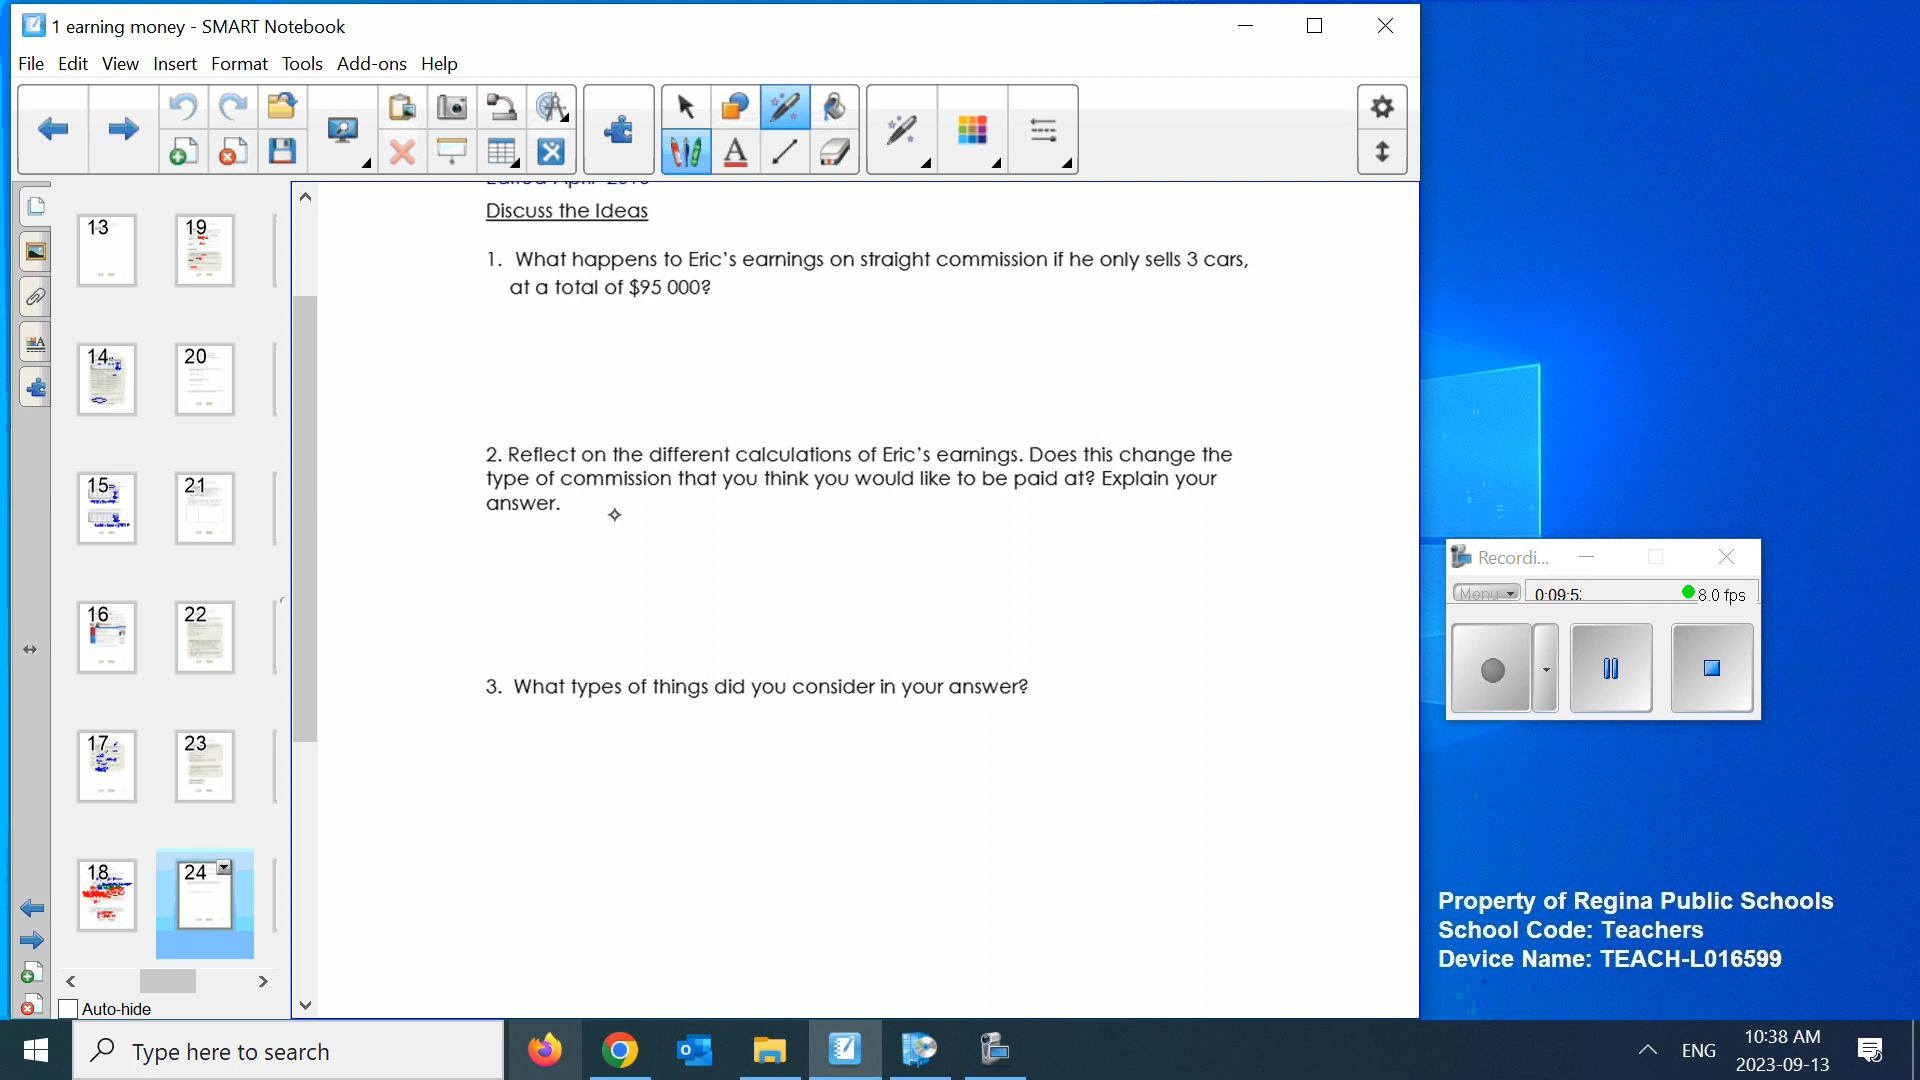 1 earning money - SMART Notebook
File Edit View Insert Format Tools Add-ons Help
Discuss the Ideas
1. What happens to Eric's earnings on straight commission if he only sells 3 cars,
at a total of $95 000?
2. Reflect on the different calculations of Eric's earnings. Does this change the
type of commission that you think you would like to be paid at? Explain your
answer.
3. What types of things did you consider in your answer?
13 19
14 20
15 21
16 22
17 23
18 24
Auto-hide
Recordi...
Menu 0:09:5 8.0 fps
Property of Regina Public Schools
School Code: Teachers
Device Name: TEACH-L016599
Type here to search
ENG
10:38 AM
2023-09-13